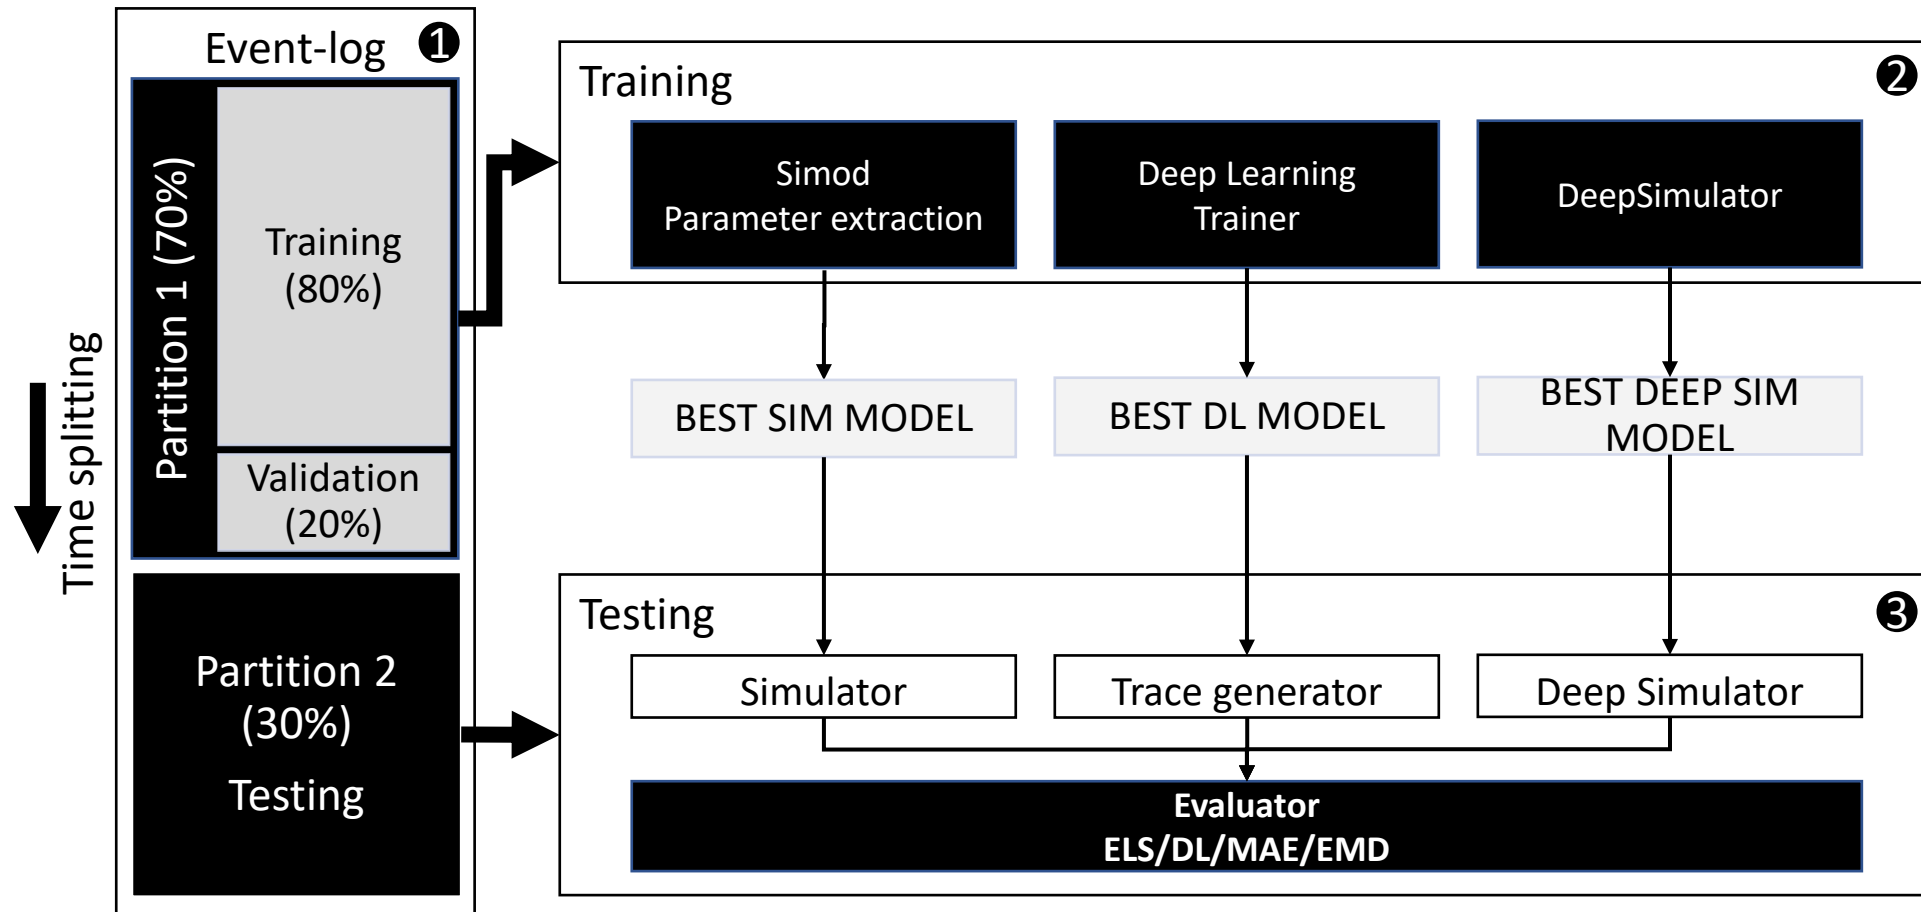 Event-log ❶
Partition 1 (70%)
Training
(80%)
Validation
(20%)
Time splitting
Partition 2
(30%)
Testing
Training ❷
Simod
Parameter extraction
Deep Learning
Trainer
DeepSimulator
BEST SIM MODEL
BEST DL MODEL
BEST DEEP SIM
MODEL
Testing ❸
Simulator
Trace generator
Deep Simulator
Evaluator
ELS/DL/MAE/EMD